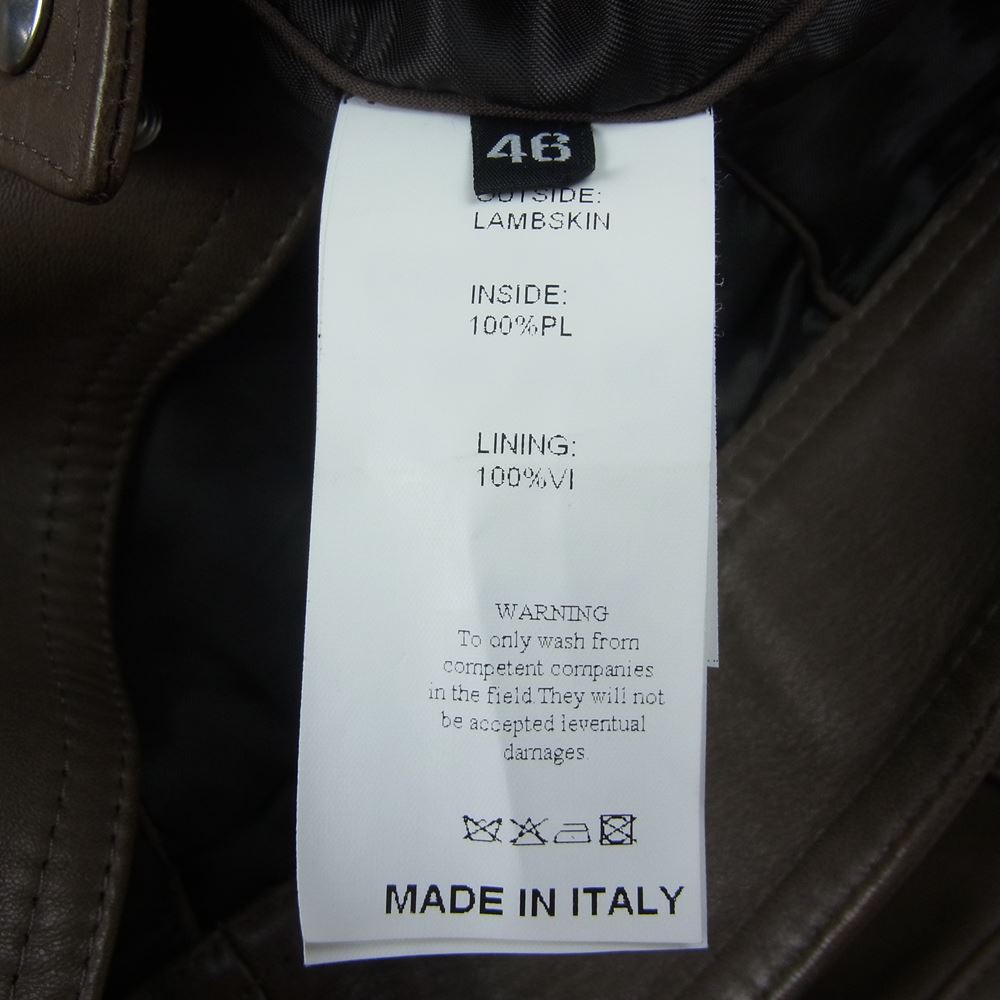 46
OUTSIDE:
LAMBSKIN
INSIDE:
100%PL
LINING:
100%VI
WARNING
To only wash from
competent companies
in the field.They will not
be accepted ieventual
damages.
MADE IN ITALY